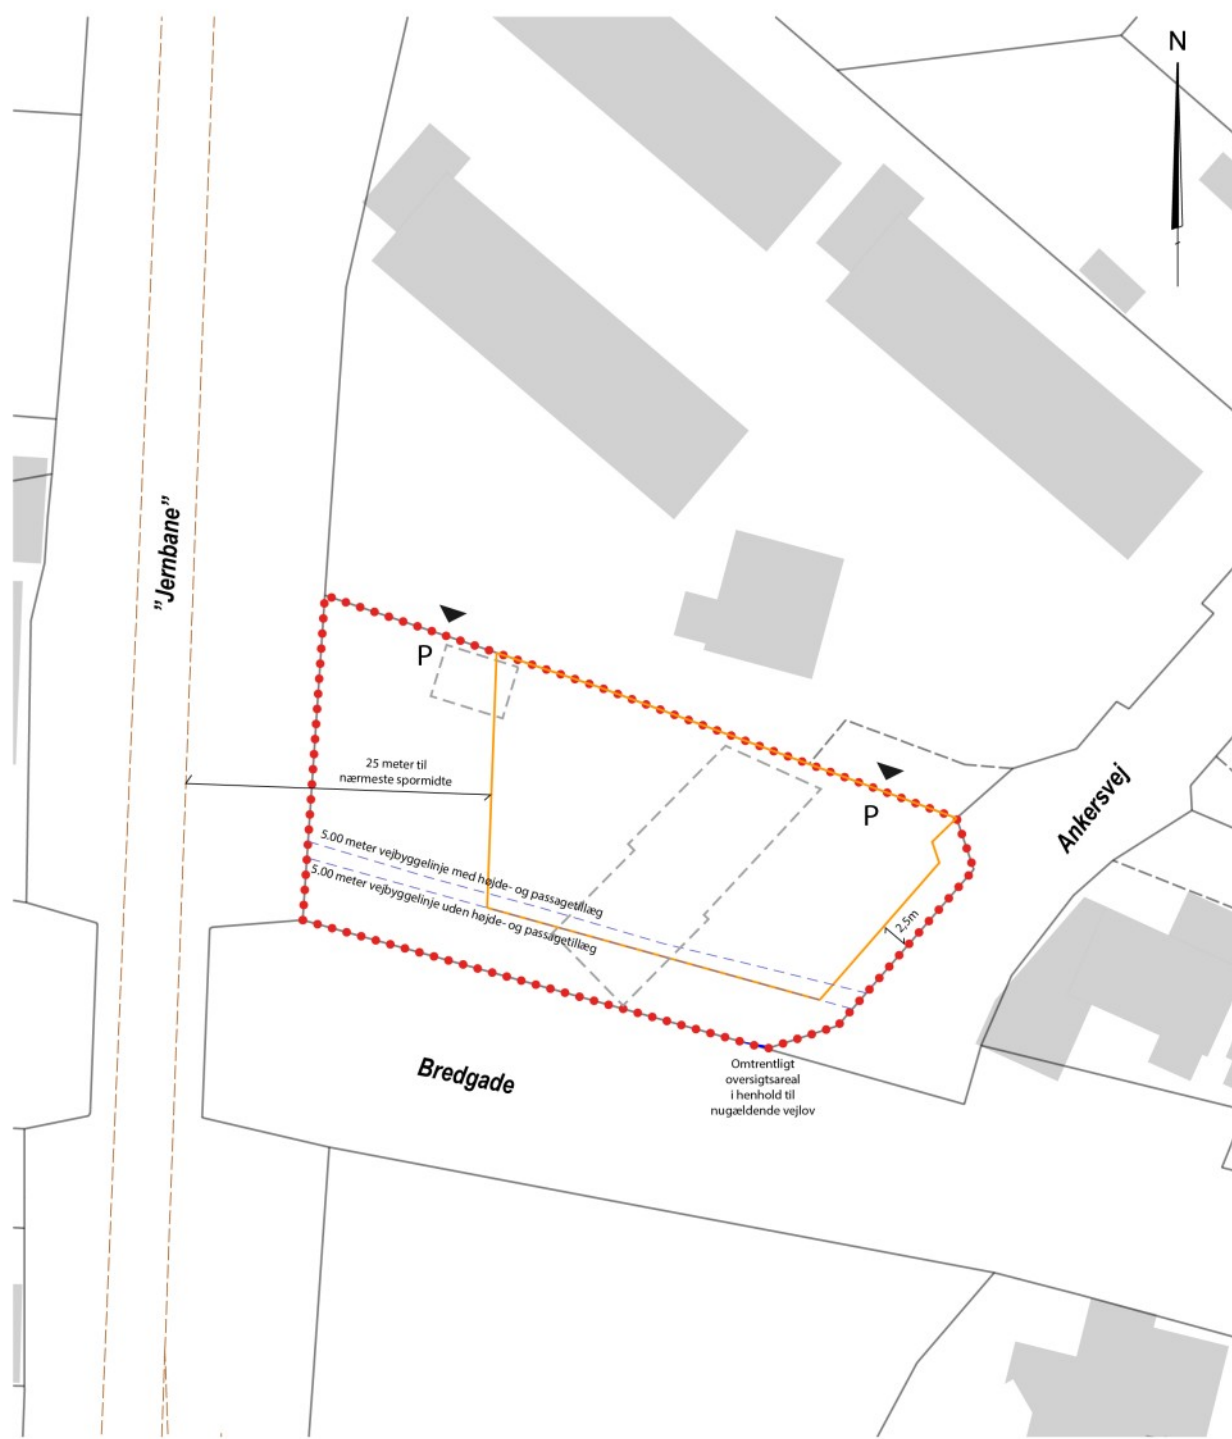 N
”Jernbane”
P
25 meter til
nærmeste spormidte
P
Ankersvej
5.00 meter vejbyggelinje med højde- og passagetillæg
5.00 meter vejbyggelinje uden højde- og passagetillæg
2,5m
Bredgade
Omtrentligt
oversigtsareal
i henhold til
nugældende vejlov